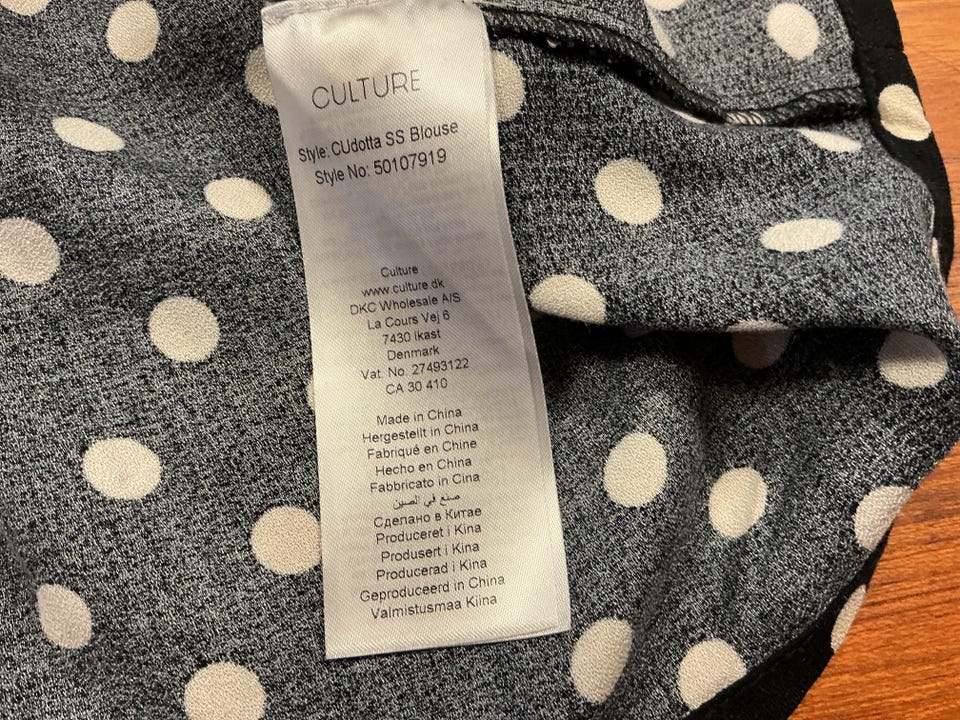 CULTURE
Style: CUdotta SS Blouse
Style No: 50107919
Culture
www.culture.dk
DKC Wholesale A/S
La Cours Vej 6
7430 Ikast
Denmark
Vat. No. 27493122
CA 30 410
Made in China
Hergestellt in China
Fabriqué en Chine
Hecho en China
Fabbricato in Cina
صنع في الصين
Сделано в Китае
Produceret i Kina
Produsert i Kina
Producerad i Kina
Geproduceerd in China
Valmistusmaa Kiina